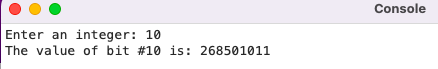 Console
Enter an integer: 10
The value of bit #10 is: 268501011